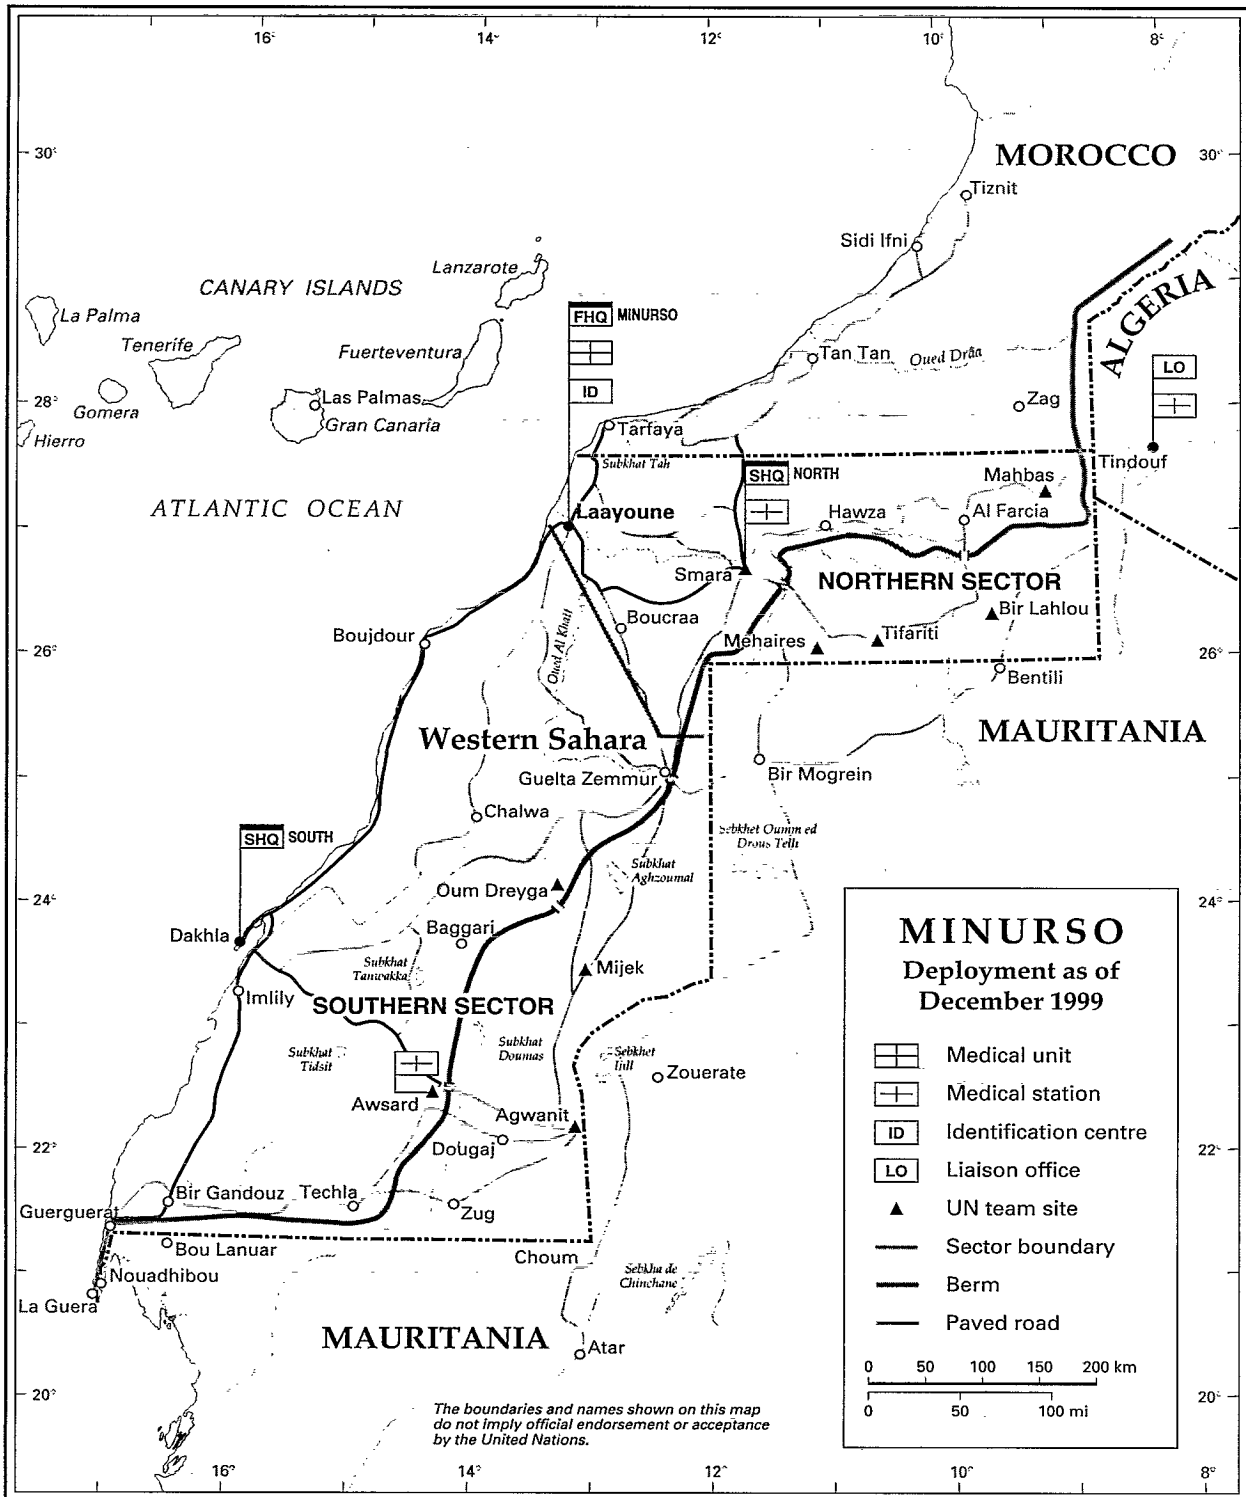 16° 14° 12° 10° 8°
30° MOROCCO 30°
Tiznit
Sidi Ifni
Lanzarote
CANARY ISLANDS
ALGERIA
La Palma
FHQ MINURSO
Tenerife
Fuerteventura
Tan Tan Oued Drâa
LO
ID
Las Palmas
Zag
28°
Gomera
Gran Canaria
Hierro
Tarfaya
Subkhat Tah
SHQ NORTH
Tindouf
Mahbas
ATLANTIC OCEAN
Laayoune
Hawza
Al Farcia
Smara
NORTHERN SECTOR
Boucraa
Bir Lahlou
Boujdour
Oued Al Khatt
Mehaires
Tifariti
26° 26°
Bentili
Western Sahara
MAURITANIA
Guelta Zemmur
Bir Mogrein
Chalwa
SHQ SOUTH
Sebkhet Oumm ed
Drous Telli
Subkhat
Aghzoumal
Oum Dreyga
24° 24°
Dakhla
Baggari
Subkhat
Tanwakka
Mijek
Imlily
SOUTHERN SECTOR
Subkhat
Tidsit
Subkhat
Doumas
Sebkhet
Ijill
Zouerate
Awsard
Agwanit
Dougaj
22° 22°
Bir Gandouz
Techla
Zug
Guerguerat
Bou Lanuar
Choum
Nouadhibou
La Guera
Sebkha de
Chinchane
MAURITANIA
Atar
20° 20°
MINURSO
Deployment as of
December 1999
Medical unit
Medical station
ID Identification centre
LO Liaison office
UN team site
Sector boundary
Berm
Paved road
0 50 100 150 200 km
0 50 100 mi
The boundaries and names shown on this map
do not imply official endorsement or acceptance
by the United Nations.
16° 14° 12° 10° 8°